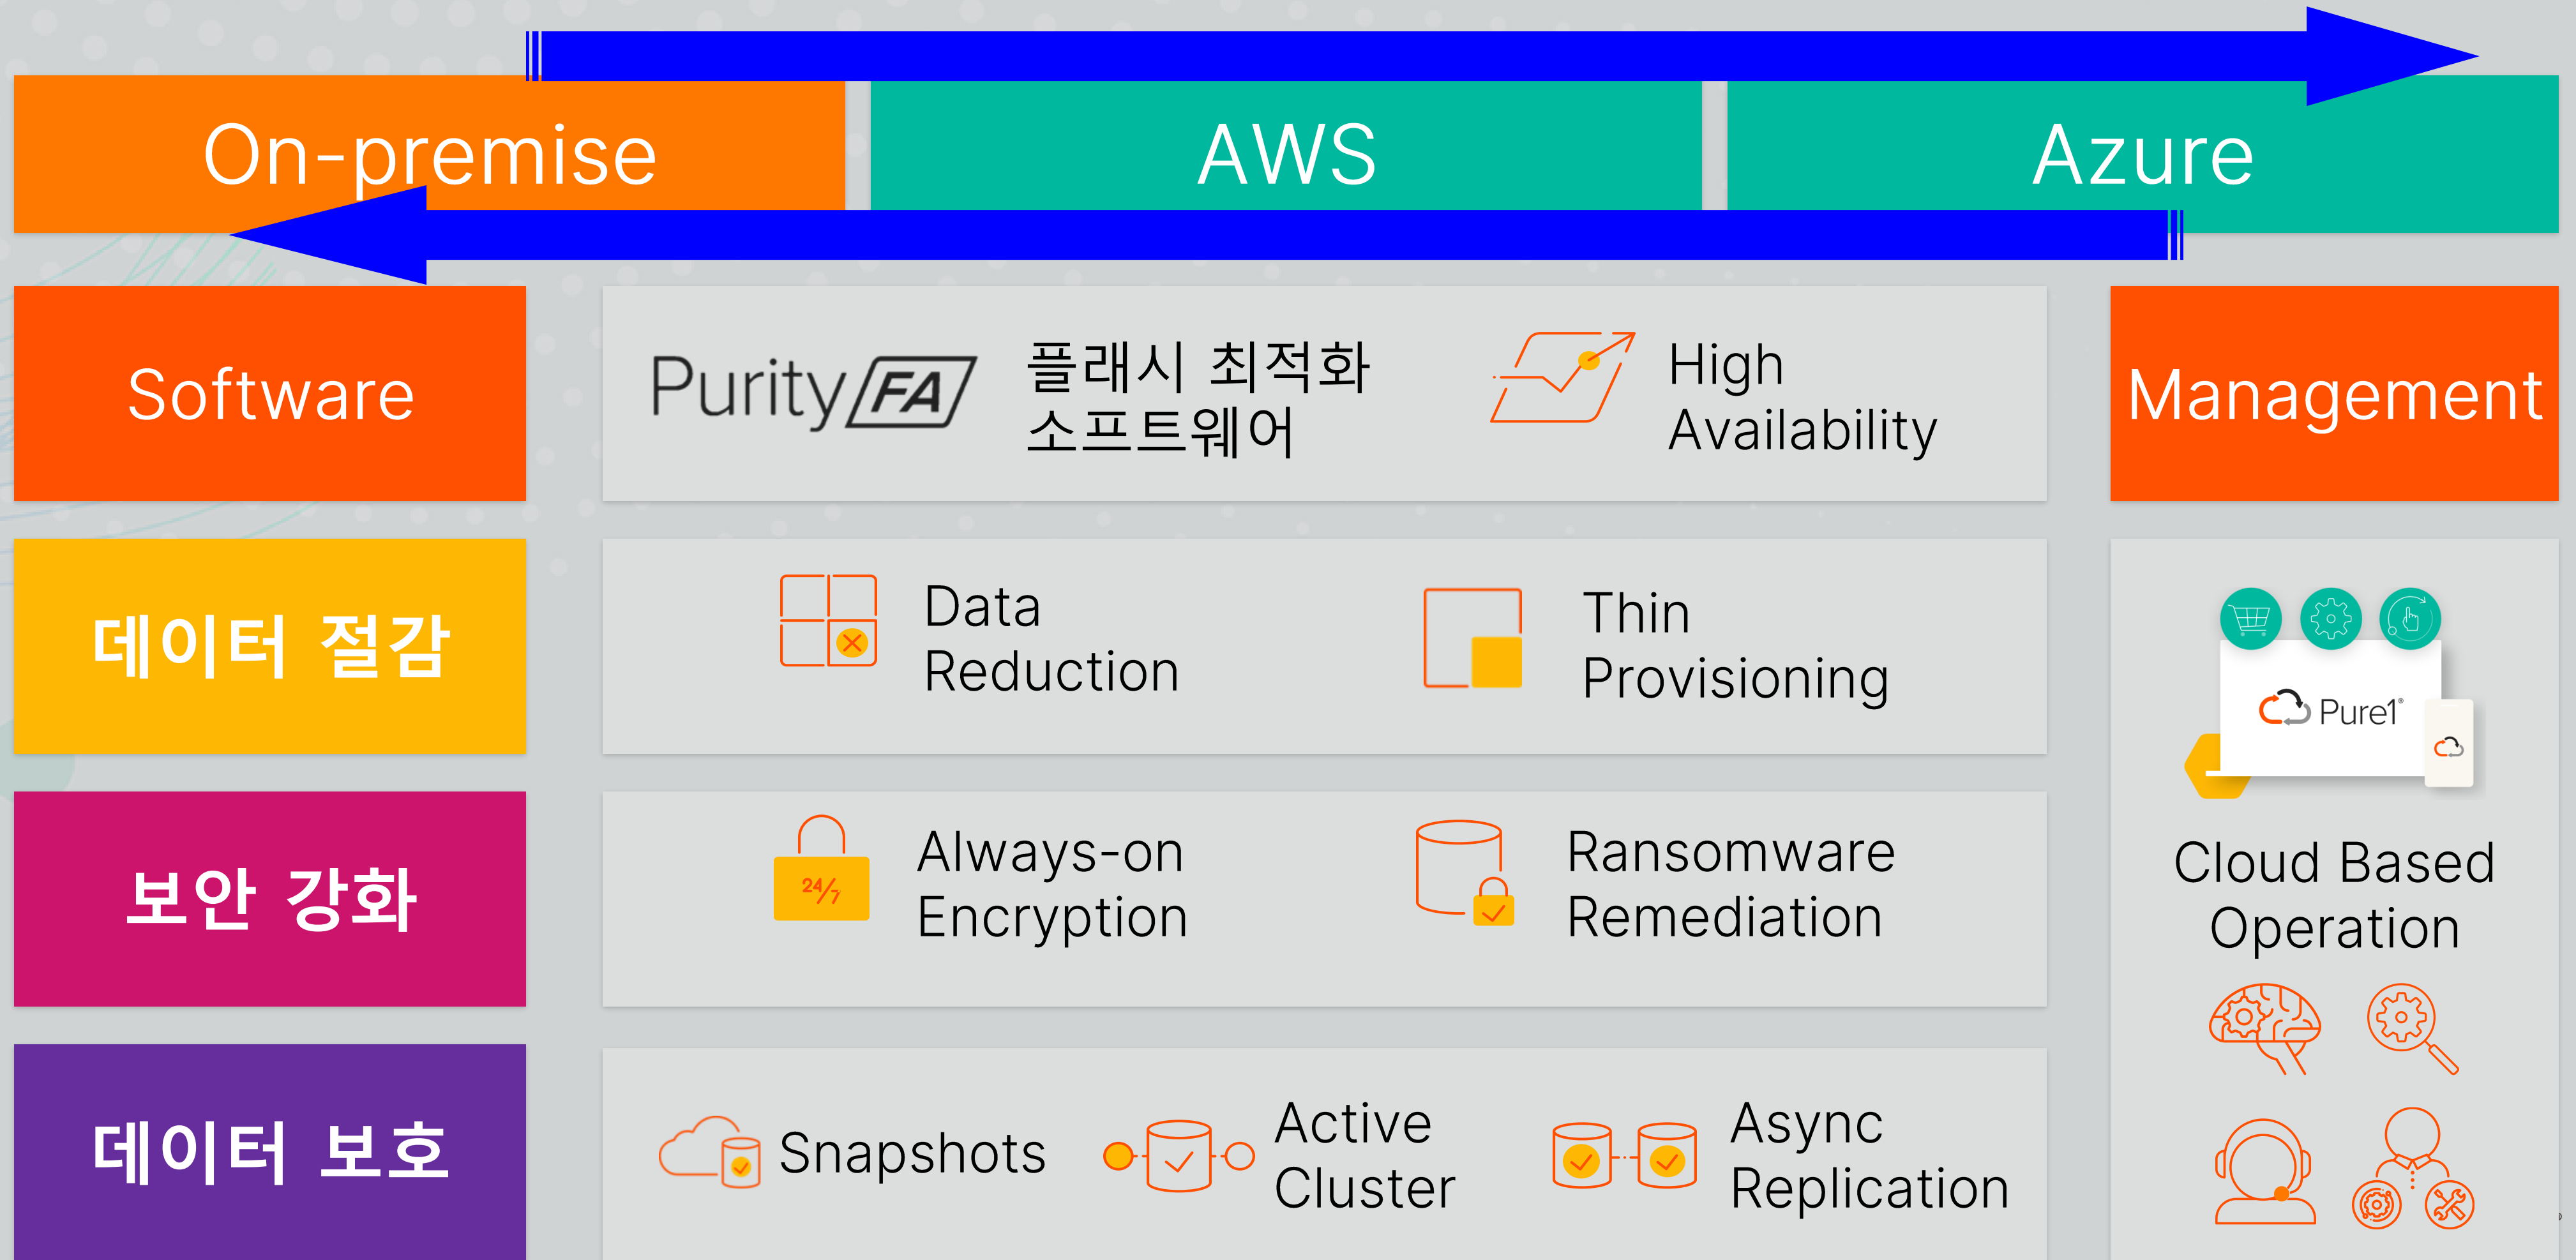 On-premise
AWS
Azure
Software
Purity FA
플래시 최적화
소프트웨어
High
Availability
Management
데이터 절감
Data
Reduction
Thin
Provisioning
보안 강화
24/7
Always-on
Encryption
Ransomware
Remediation
데이터 보호
Snapshots
Active
Cluster
Async
Replication
Pure1®
Cloud Based
Operation